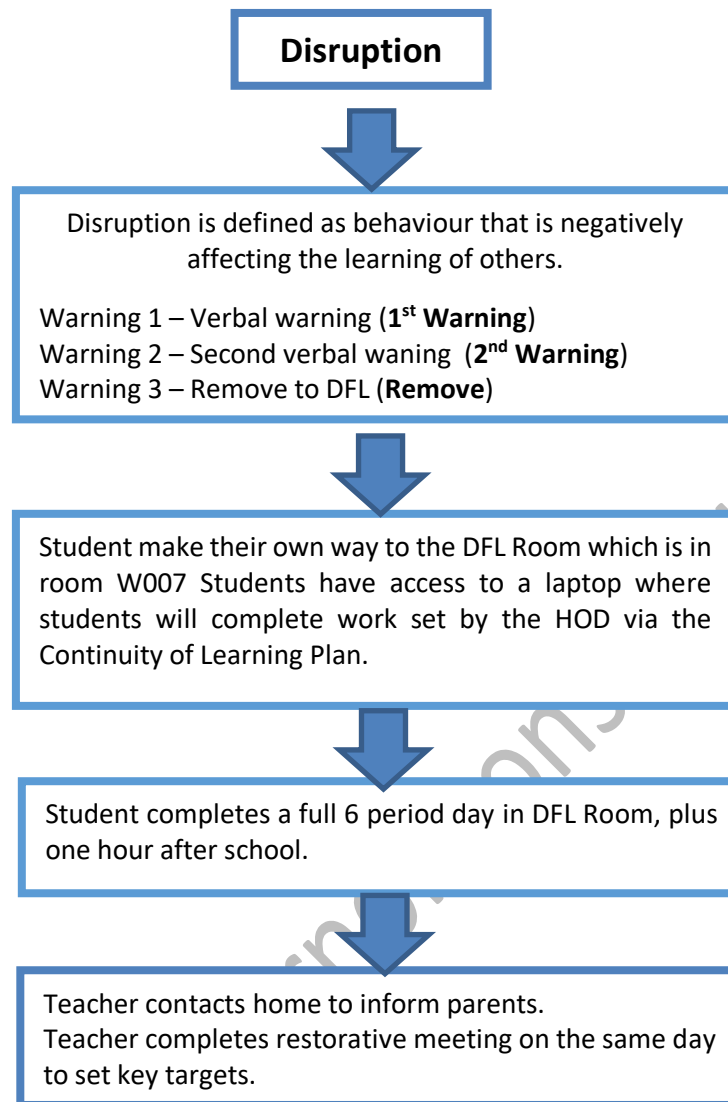 Disruption
Disruption is defined as behaviour that is negatively
affecting the learning of others.
Warning 1 – Verbal warning (1st Warning)
Warning 2 – Second verbal waning (2nd Warning)
Warning 3 – Remove to DFL (Remove)
Student make their own way to the DFL Room which is in
room W007 Students have access to a laptop where
students will complete work set by the HOD via the
Continuity of Learning Plan.
Student completes a full 6 period day in DFL Room, plus
one hour after school.
Teacher contacts home to inform parents.
Teacher completes restorative meeting on the same day
to set key targets.